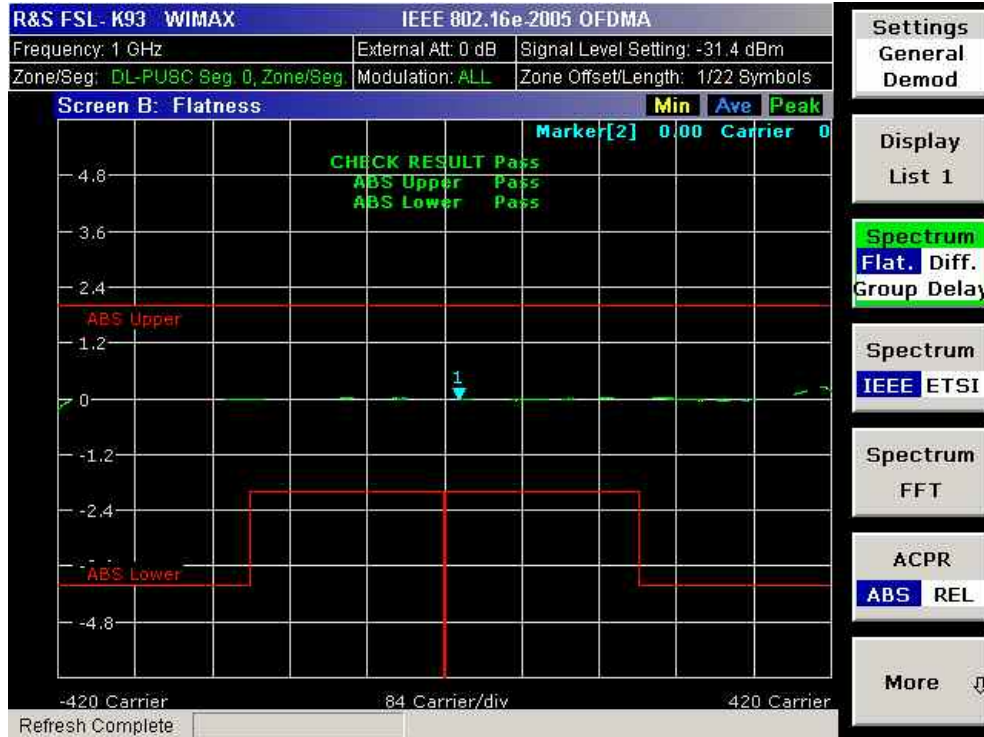 R&S FSL-K93 WIMAX IEEE 802.16e-2005 OFDMA
Frequency: 1 GHz External Att: 0 dB Signal Level Setting: -31.4 dBm
Zone/Seg: DL-PUSC Seg. 0, Zone/Seg. Modulation: ALL Zone Offset/Length: 1/22 Symbols
Screen B: Flatness Min Ave Peak
Marker[2] 0.00 Carrier 0
CHECK RESULT Pass
ABS Upper Pass
ABS Lower Pass
4.8
3.6
2.4
ABS Upper
1.2
1
0
-1.2
-2.4
ABS Lower
-4.8
-420 Carrier 84 Carrier/div 420 Carrier
Refresh Complete
Settings
General
Demod
Display
List 1
Spectrum
Flat. Diff.
Group Delay
Spectrum
IEEE ETSI
Spectrum
FFT
ACPR
ABS REL
More